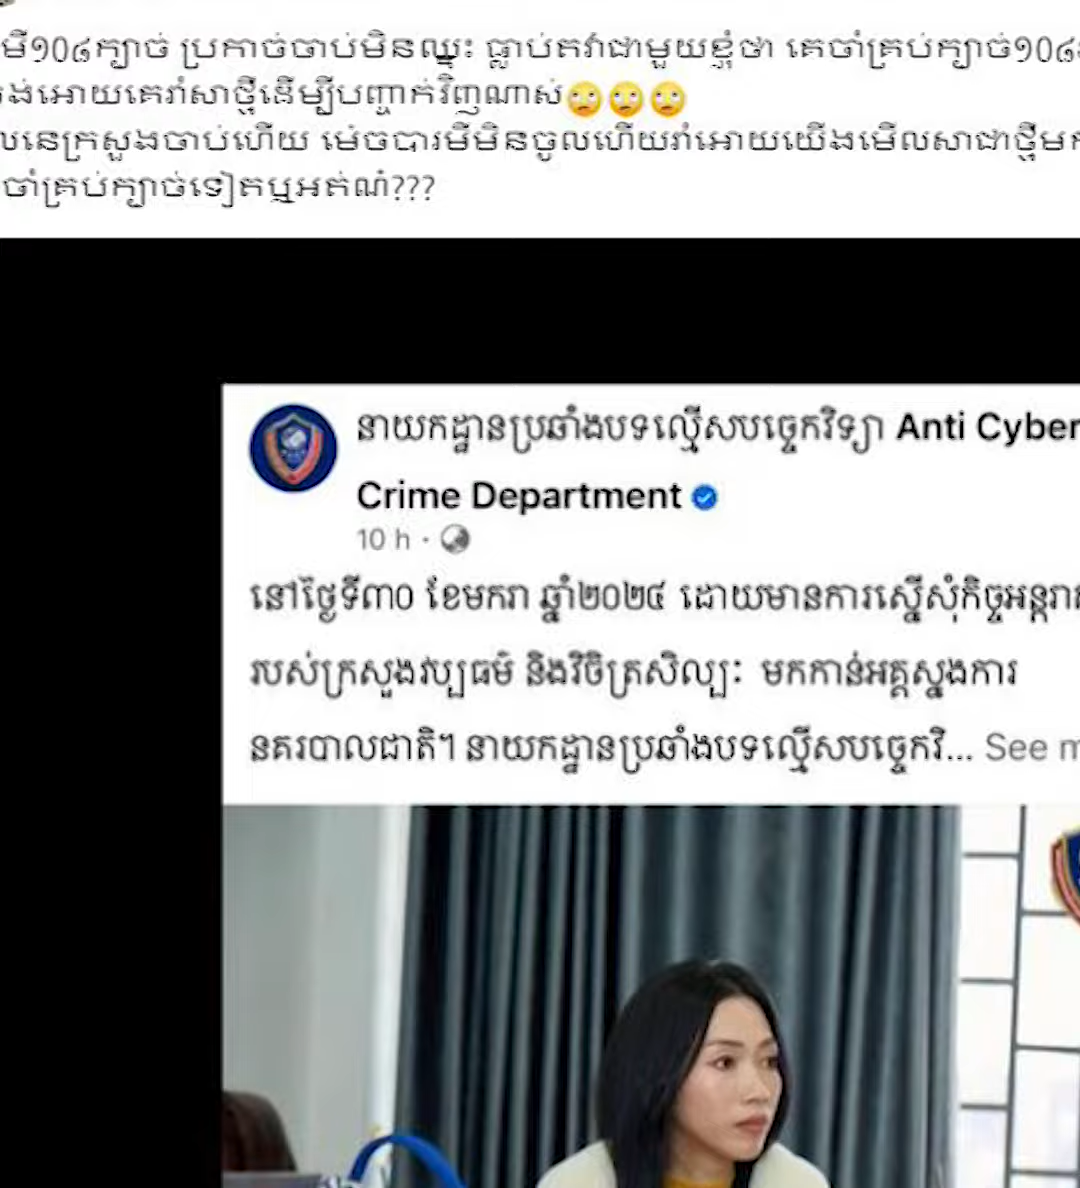 មី១០៨ក្បាច់ ប្រកាច់ចាប់មិនឈ្នះ ធ្លាប់តវ៉ាជាមួយខ្ញុំថា គេចាំគ្រប់ក្បាច់១០៨
ង់អោយគេរាំសាថ្មីដើម្បីបញ្ជាក់វិញណាស់🙄🙄🙄
នេក្រសួងចាប់ហើយ ម៉េចបារមីមិនចូលហើយរាំអោយយើងមើលសាជាថ្មីមក
ចាំគ្រប់ក្បាច់ទៀតឬអត់ណ៎???
នាយកដ្ឋានប្រឆាំងបទល្មើសបច្ចេកវិទ្យា Anti Cyber
Crime Department
10 h ·
នៅថ្ងៃទី៣០ ខែមករា ឆ្នាំ២០២៤ ដោយមានការស្នើសុំកិច្ចអន្តរា
របស់ក្រសួងវប្បធម៌ និងវិចិត្រសិល្បៈ មកកាន់អគ្គស្នងការ
នគរបាលជាតិ។ នាយកដ្ឋានប្រឆាំងបទល្មើសបច្ចេកវិ... See m